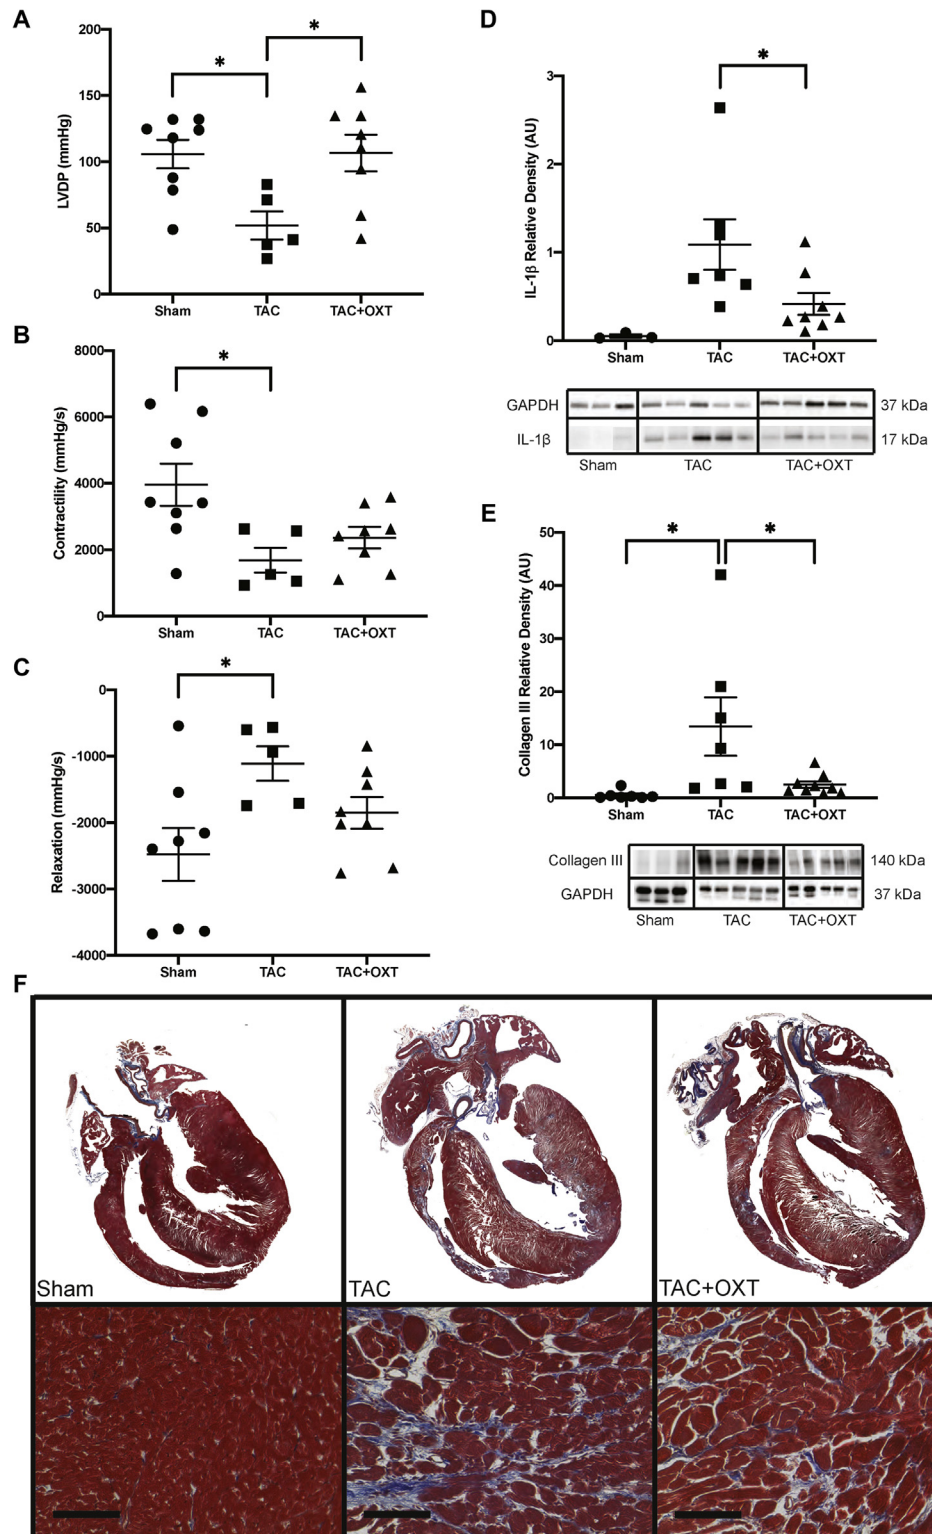 A
LVDP (mmHg)
200
150
100
50
0
*
*
Sham
TAC
TAC+OXT
B
Contractility (mmHg/s)
8000
6000
4000
2000
0
*
Sham
TAC
TAC+OXT
C
Relaxation (mmHg/s)
0
-1000
-2000
-3000
-4000
*
Sham
TAC
TAC+OXT
D
IL-1β Relative Density (AU)
3
2
1
0
*
Sham
TAC
TAC+OXT
GAPDH
37 kDa
IL-1β
17 kDa
Sham
TAC
TAC+OXT
E
Collagen III Relative Density (AU)
50
40
30
20
10
0
*
*
Sham
TAC
TAC+OXT
Collagen III
140 kDa
GAPDH
37 kDa
Sham
TAC
TAC+OXT
F
Sham
TAC
TAC+OXT